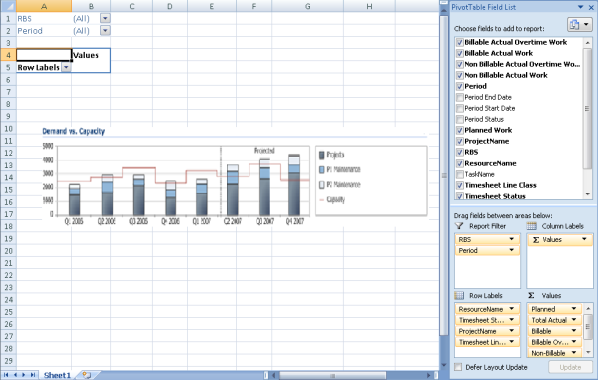 A B C D E F G H
1 RBS (All)
2 Period (All)
3
4 Values
5 Row Labels
6
7
8
9
10 Demand vs. Capacity
11
12
13
14
15
16
17
18
19
20
21
22
23
24
25
26
27
28
29
5000
4000
3000
2000
1000
0
Projected
Projects
Maintenance
Maintenance
Capacity
Q1 2006 Q2 2006 Q3 2006 Q4 2006 Q1 2007 Q2 2007 Q3 2007 Q4 2007
Sheet1
PivotTable Field List
Choose fields to add to report:
Billable Actual Overtime Work
Billable Actual Work
Non Billable Actual Overtime Wo...
Non Billable Actual Work
Period
Period End Date
Period Start Date
Period Status
Planned Work
ProjectName
RBS
ResourceName
TaskName
Timesheet Line Class
Timesheet Status
Drag fields between areas below:
Report Filter
RBS
Period
Column Labels
Σ Values
Row Labels
ResourceName
Timesheet St...
ProjectName
Timesheet Lin...
Σ Values
Planned
Total Actual
Billable
Billable Ov...
Non-Billable
Defer Layout Update
Update